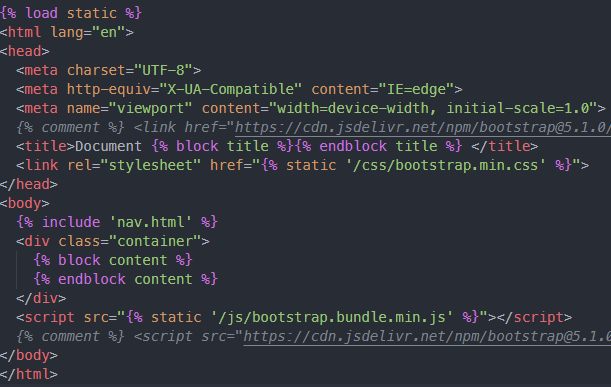 {% load static %}
<html lang="en">
<head>
<meta charset="UTF-8">
<meta http-equiv="X-UA-Compatible" content="IE=edge">
<meta name="viewport" content="width=device-width, initial-scale=1.0">
{% comment %} <link href="https://cdn.jsdelivr.net/npm/bootstrap@5.1.0/
<title>Document {% block title %}{% endblock title %} </title>
<link rel="stylesheet" href="{% static '/css/bootstrap.min.css' %}">
</head>
<body>
{% include 'nav.html' %}
<div class="container">
{% block content %}
{% endblock content %}
</div>
<script src="{% static '/js/bootstrap.bundle.min.js' %}"></script>
{% comment %} <script src="https://cdn.jsdelivr.net/npm/bootstrap@5.1.0
</body>
</html>